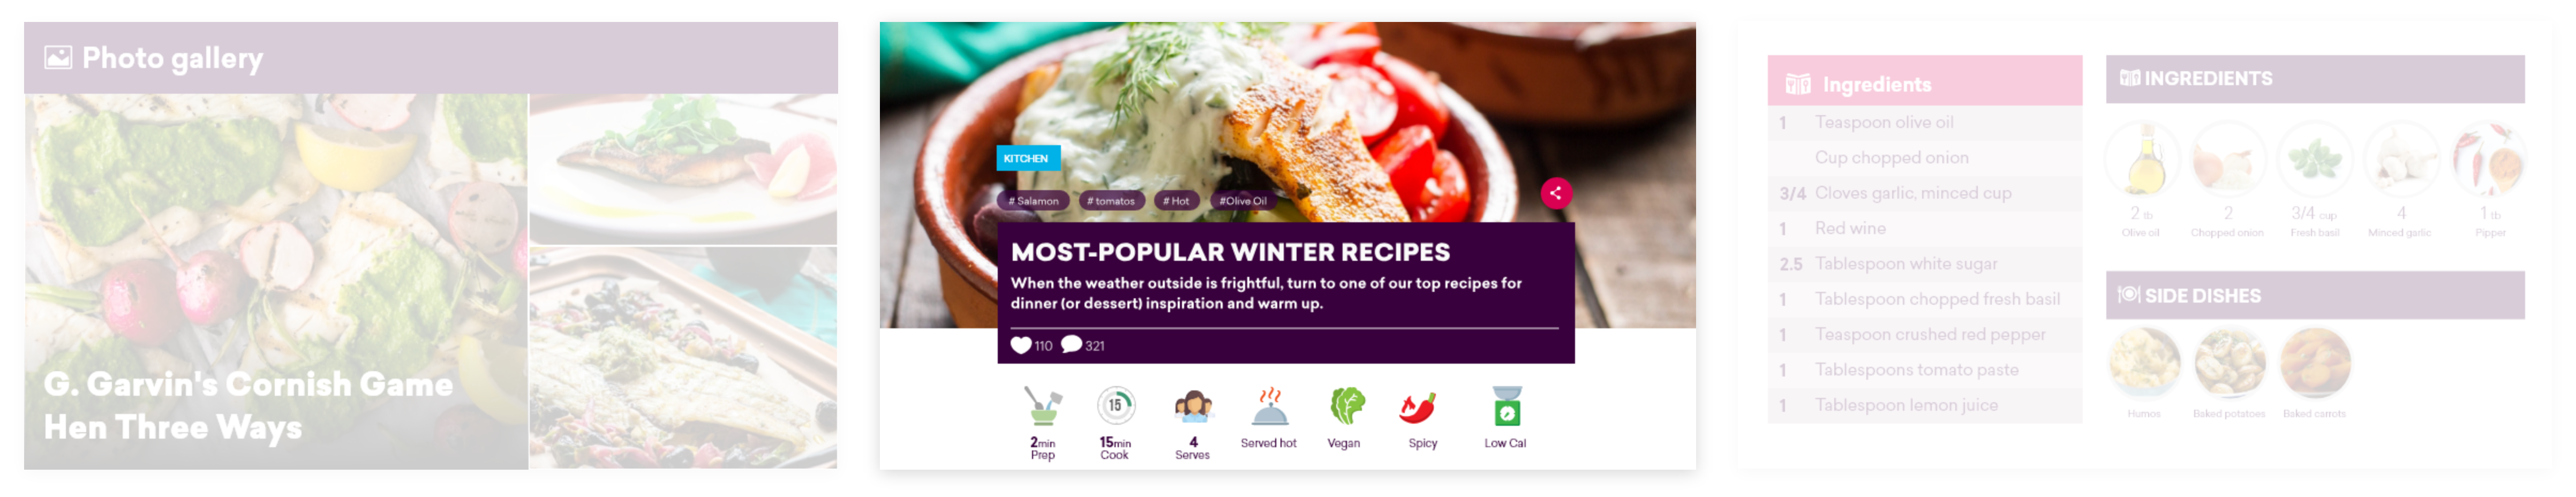 Photo gallery
G. Garvin's Cornish Game
Hen Three Ways
KITCHEN
# Salamon # tomatos # Hot #Olive Oil
MOST-POPULAR WINTER RECIPES
When the weather outside is frightful, turn to one of our top recipes for
dinner (or dessert) inspiration and warm up.
110 321
15
2min Prep
15min Cook
4 Serves
Served hot
Vegan
Spicy
Low Cal
Ingredients
1 Teaspoon olive oil
Cup chopped onion
3/4 Cloves garlic, minced cup
1 Red wine
2.5 Tablespoon white sugar
1 Tablespoon chopped fresh basil
1 Teaspoon crushed red pepper
1 Tablespoons tomato paste
1 Tablespoon lemon juice
INGREDIENTS
2 tb Olive oil
2 Chopped onion
3/4 cup Fresh basil
4 Minced garlic
1 tb Pipper
SIDE DISHES
Humos
Baked potatoes
Baked carrots